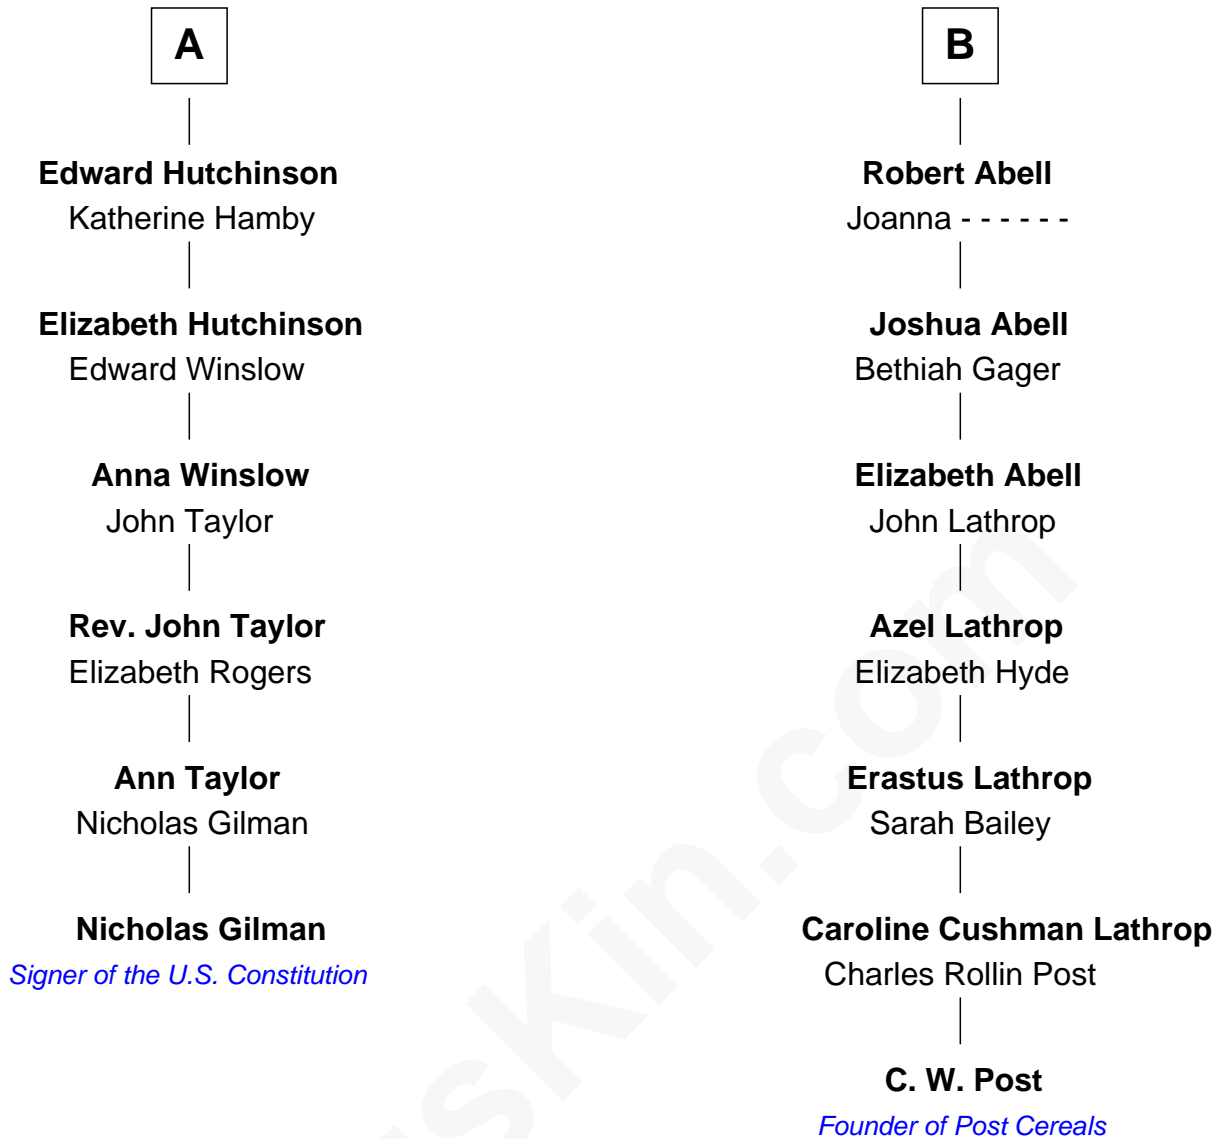 A
Edward Hutchinson
Katherine Hamby
Elizabeth Hutchinson
Edward Winslow
Anna Winslow
John Taylor
Rev. John Taylor
Elizabeth Rogers
Ann Taylor
Nicholas Gilman
Nicholas Gilman
Signer of the U.S. Constitution
B
Robert Abell
Joanna - - - - - -
Joshua Abell
Bethiah Gager
Elizabeth Abell
John Lathrop
Azel Lathrop
Elizabeth Hyde
Erastus Lathrop
Sarah Bailey
Caroline Cushman Lathrop
Charles Rollin Post
C. W. Post
Founder of Post Cereals